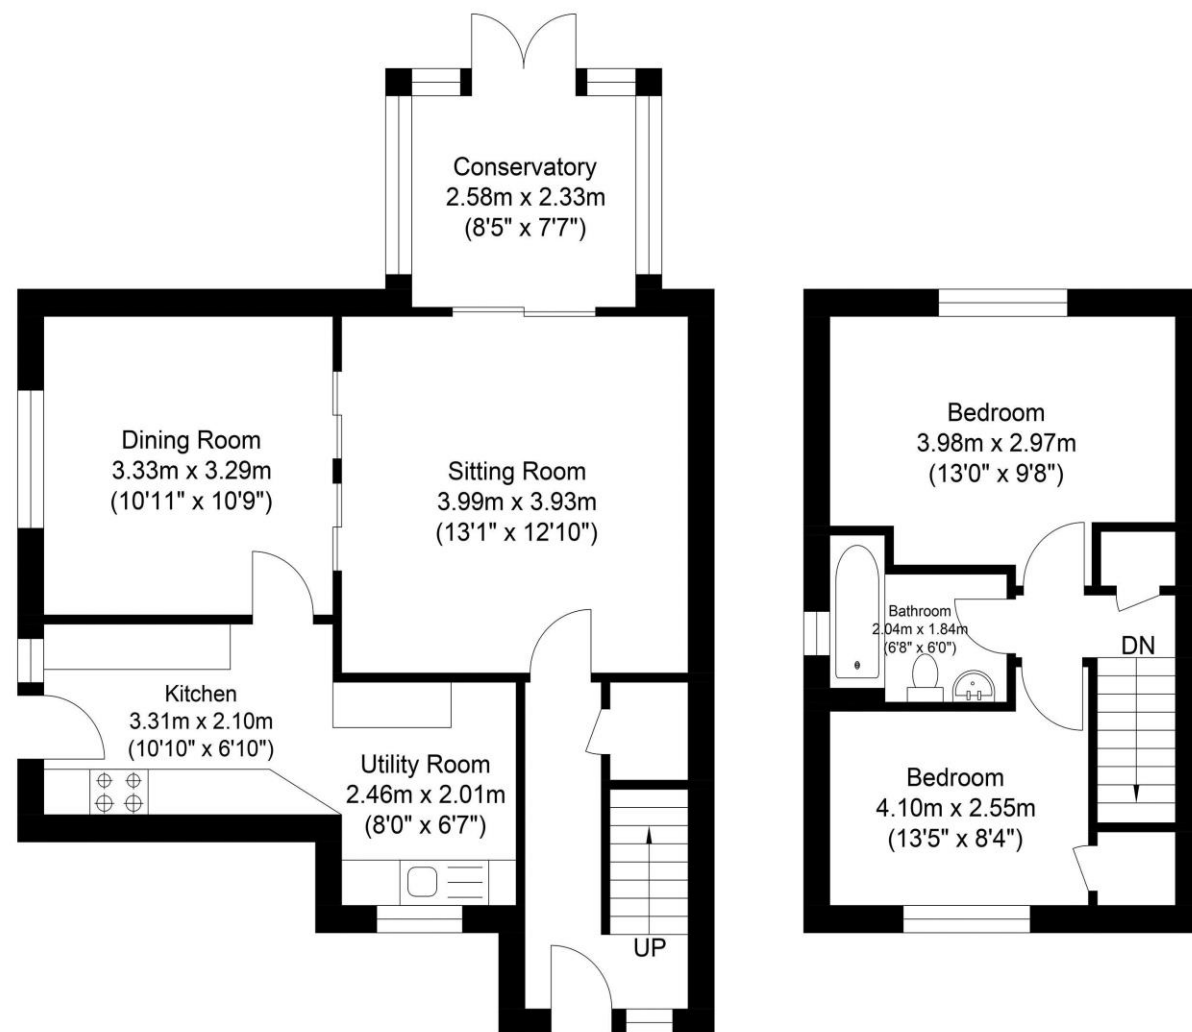 Conservatory
2.58m x 2.33m
(8'5" x 7'7")
Dining Room
3.33m x 3.29m
(10'11" x 10'9")
Sitting Room
3.99m x 3.93m
(13'1" x 12'10")
Kitchen
3.31m x 2.10m
(10'10" x 6'10")
Utility Room
2.46m x 2.01m
(8'0" x 6'7")
UP
Bedroom
3.98m x 2.97m
(13'0" x 9'8")
Bathroom
2.04m x 1.84m
(6'8" x 6'0")
DN
Bedroom
4.10m x 2.55m
(13'5" x 8'4")